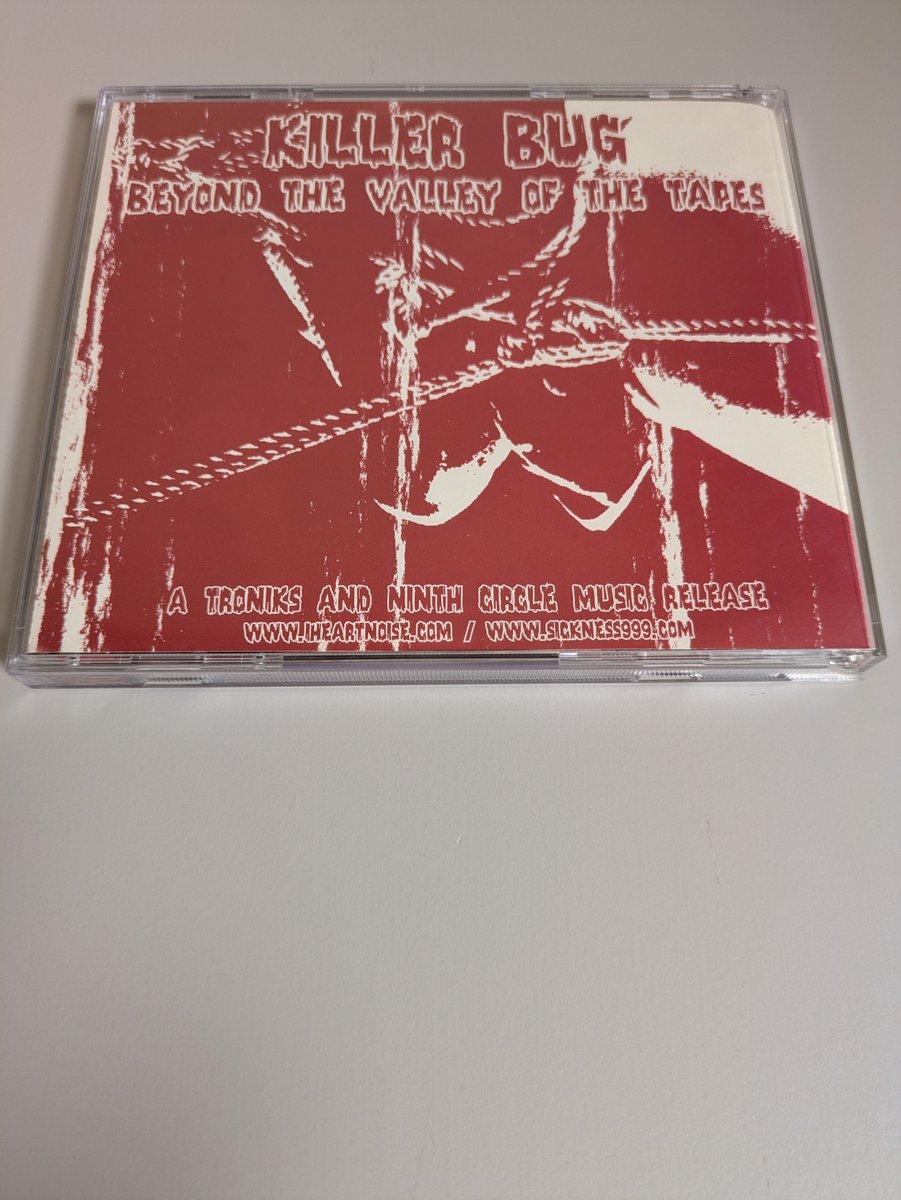 KILLER BUG
BEYOND THE VALLEY OF THE TAPES
A TRONIKS AND NINTH CIRCLE MUSIC RELEASE
WWW.IHEARTNOISE.COM / WWW.SICKNESS999.COM